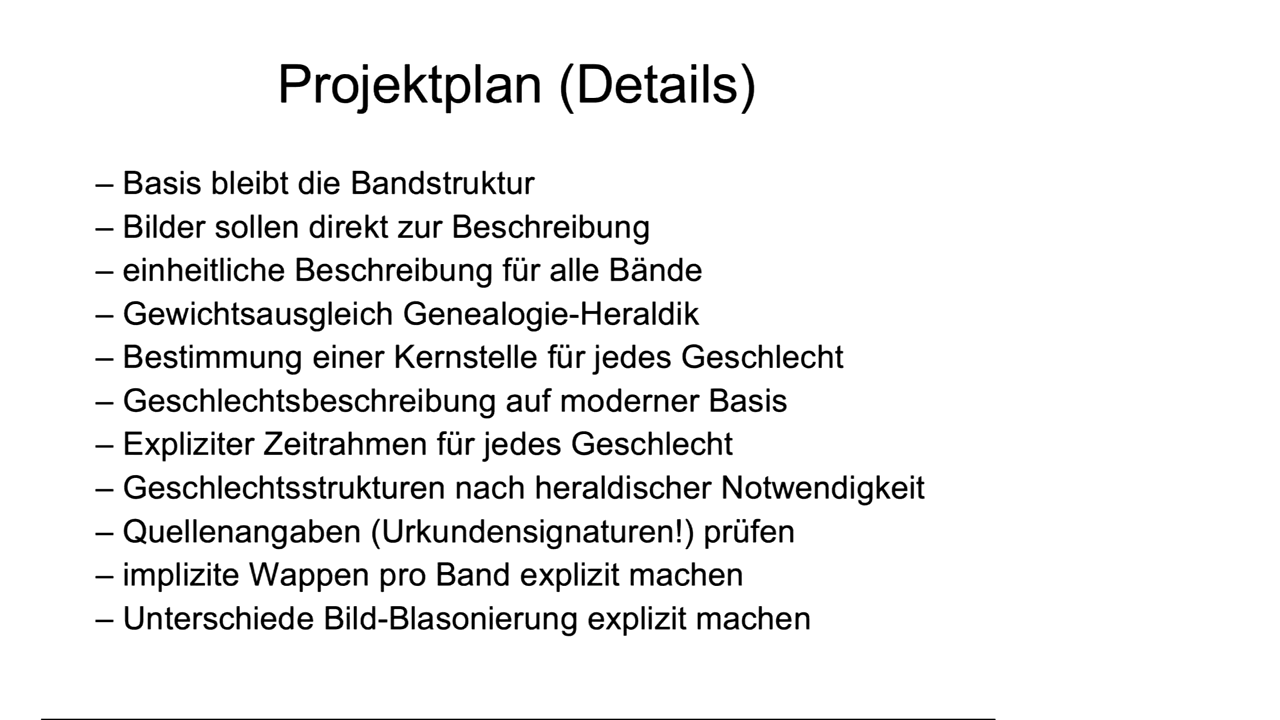 Projektplan (Details)
– Basis bleibt die Bandstruktur
– Bilder sollen direkt zur Beschreibung
– einheitliche Beschreibung für alle Bände
– Gewichtsausgleich Genealogie-Heraldik
– Bestimmung einer Kernstelle für jedes Geschlecht
– Geschlechtsbeschreibung auf moderner Basis
– Expliziter Zeitrahmen für jedes Geschlecht
– Geschlechtsstrukturen nach heraldischer Notwendigkeit
– Quellenangaben (Urkundensignaturen!) prüfen
– implizite Wappen pro Band explizit machen
– Unterschiede Bild-Blasonierung explizit machen